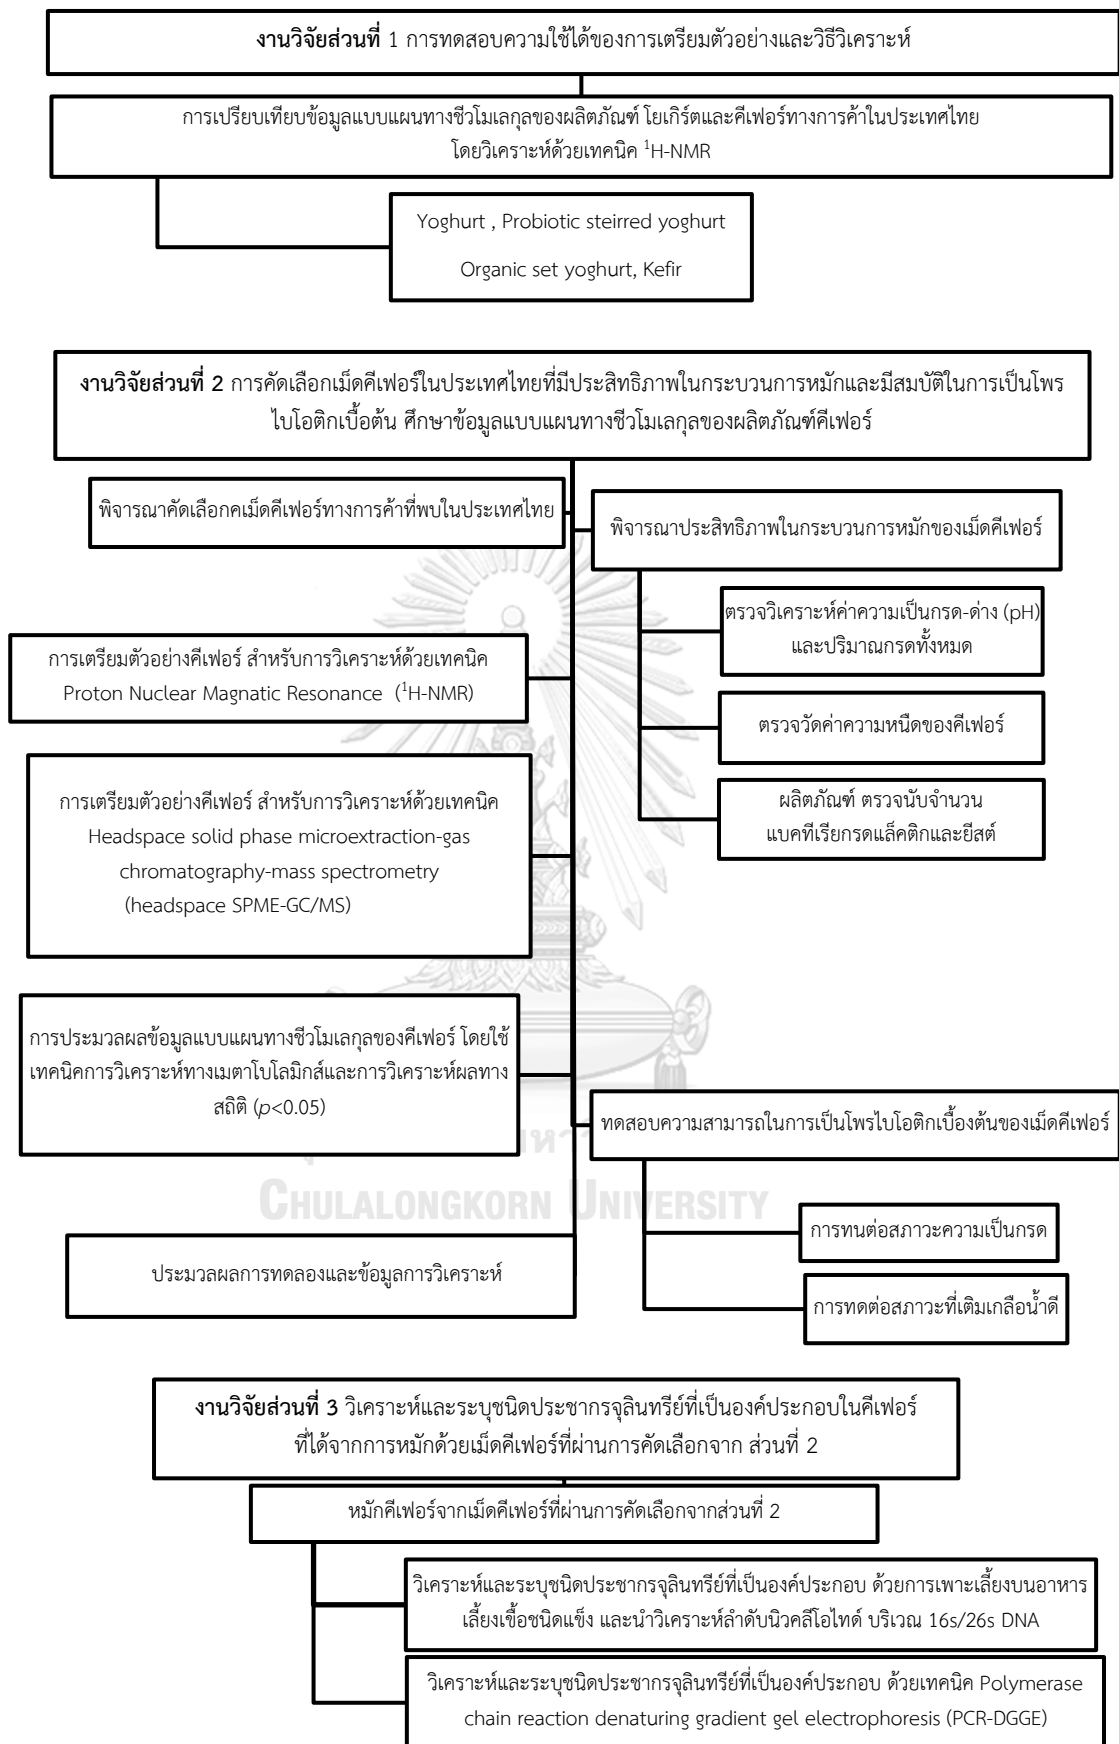 งานวิจัยส่วนที่ 1 การทดสอบความใช้ได้ของการเตรียมตัวอย่างและวิธีวิเคราะห์
การเปรียบเทียบข้อมูลแบบแผนทางชีวโมเลกุลของผลิตภัณฑ์ โยเกิร์ตและคีเฟอร์ทางการค้าในประเทศไทย
โดยวิเคราะห์ด้วยเทคนิค ¹H-NMR
Yoghurt , Probiotic steirred yoghurt
Organic set yoghurt, Kefir
งานวิจัยส่วนที่ 2 การคัดเลือกเม็ดคีเฟอร์ในประเทศไทยที่มีประสิทธิภาพในกระบวนการหมักและมีสมบัติในการเป็นโพร
ไบโอติกเบื้อต้น ศึกษาข้อมูลแบบแผนทางชีวโมเลกุลของผลิตภัณฑ์คีเฟอร์
พิจารณาคัดเลือกคเม็ดคีเฟอร์ทางการค้าที่พบในประเทศไทย
พิจารณาประสิทธิภาพในกระบวนการหมักของเม็ดคีเฟอร์
ตรวจวิเคราะห์ค่าความเป็นกรด-ด่าง (pH)
และปริมาณกรดทั้งหมด
การเตรียมตัวอย่างคีเฟอร์ สำหรับการวิเคราะห์ด้วยเทคนิค
Proton Nuclear Magnatic Resonance (¹H-NMR)
ตรวจวัดค่าความหนืดของคีเฟอร์
การเตรียมตัวอย่างคีเฟอร์ สำหรับการวิเคราะห์ด้วยเทคนิค
Headspace solid phase microextraction-gas
chromatography-mass spectrometry
(headspace SPME-GC/MS)
ผลิตภัณฑ์ ตรวจนับจำนวน
แบคทีเรียกรดแล็คติกและยีสต์
การประมวลผลข้อมูลแบบแผนทางชีวโมเลกุลของคีเฟอร์ โดยใช้
เทคนิคการวิเคราะห์ทางเมตาโบโลมิกส์และการวิเคราะห์ผลทาง
สถิติ (p<0.05)
ทดสอบความสามารถในการเป็นโพรไบโอติกเบื้องต้นของเม็ดคีเฟอร์
CHULALONGKORN UNIVERSITY
การทนต่อสภาวะความเป็นกรด
ประมวลผลการทดลองและข้อมูลการวิเคราะห์
การทดต่อสภาวะที่เติมเกลือน้ำดี
งานวิจัยส่วนที่ 3 วิเคราะห์และระบุชนิดประชากรจุลินทรีย์ที่เป็นองค์ประกอบในคีเฟอร์
ที่ได้จากการหมักด้วยเม็ดคีเฟอร์ที่ผ่านการคัดเลือกจาก ส่วนที่ 2
หมักคีเฟอร์จากเม็ดคีเฟอร์ที่ผ่านการคัดเลือกจากส่วนที่ 2
วิเคราะห์และระบุชนิดประชากรจุลินทรีย์ที่เป็นองค์ประกอบ ด้วยการเพาะเลี้ยงบนอาหาร
เลี้ยงเชื้อชนิดแข็ง และนำวิเคราะห์ลำดับนิวคลีโอไทด์ บริเวณ 16s/26s DNA
วิเคราะห์และระบุชนิดประชากรจุลินทรีย์ที่เป็นองค์ประกอบ ด้วยเทคนิค Polymerase
chain reaction denaturing gradient gel electrophoresis (PCR-DGGE)